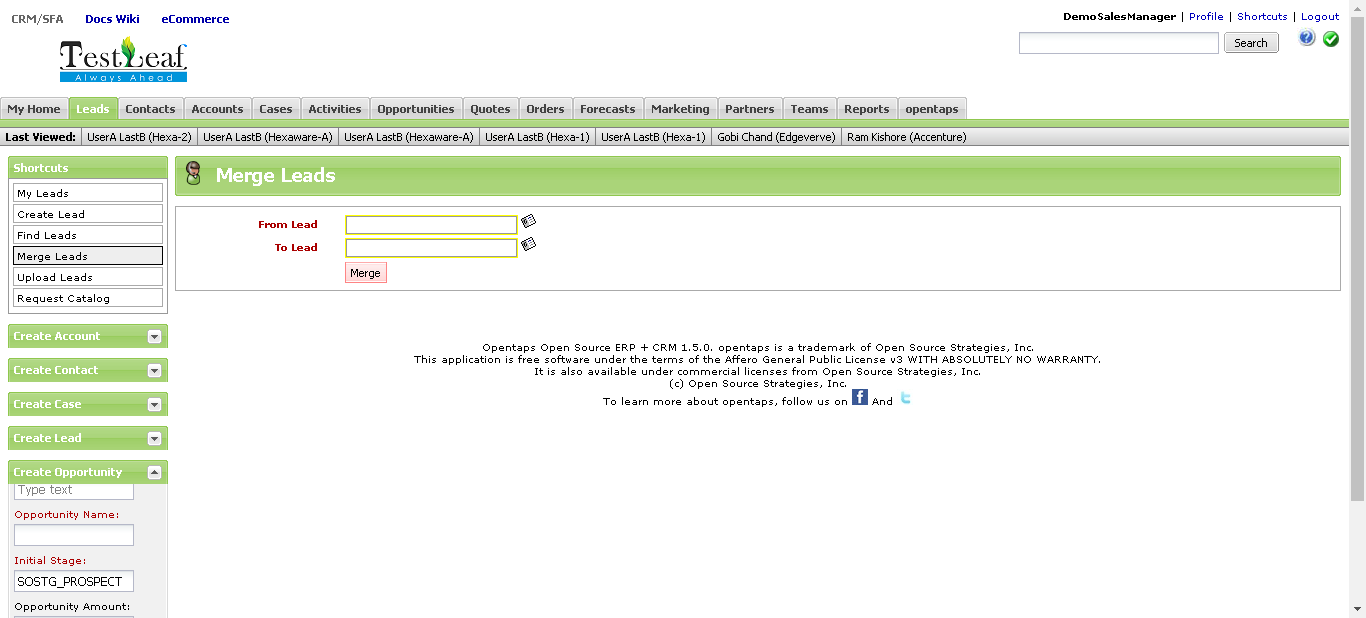 CRM/SFA Docs Wiki eCommerce
DemoSalesManager | Profile | Shortcuts | Logout
Search
TestLeaf
Always Ahead
My Home Leads Contacts Accounts Cases Activities Opportunities Quotes Orders Forecasts Marketing Partners Teams Reports opentaps
Last Viewed: UserA LastB (Hexa-2) UserA LastB (Hexaware-A) UserA LastB (Hexaware-A) UserA LastB (Hexa-1) UserA LastB (Hexa-1) Gobi Chand (Edgeverve) Ram Kishore (Accenture)
Shortcuts
My Leads
Create Lead
Find Leads
Merge Leads
Upload Leads
Request Catalog
Create Account
Create Contact
Create Case
Create Lead
Create Opportunity
Type text
Opportunity Name:
Initial Stage:
SOSTG_PROSPECT
Opportunity Amount:
Merge Leads
From Lead
To Lead
Merge
Opentaps Open Source ERP + CRM 1.5.0. opentaps is a trademark of Open Source Strategies, Inc.
This application is free software under the terms of the Affero General Public License v3 WITH ABSOLUTELY NO WARRANTY.
It is also available under commercial licenses from Open Source Strategies, Inc.
(c) Open Source Strategies, Inc.
To learn more about opentaps, follow us on f And t